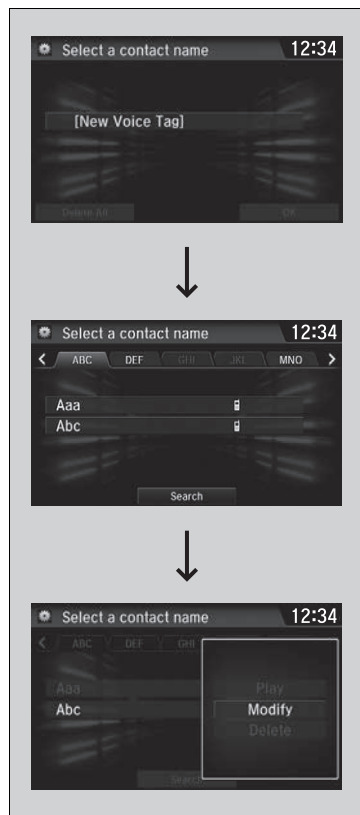 Select a contact name 12:34
[New Voice Tag]
Delete All OK
Select a contact name 12:34
ABC DEF GHI JKL MNO
Aaa
Abc
Search
Select a contact name 12:34
ABC DEF GHI
Aaa Play
Abc Modify
Delete
Search